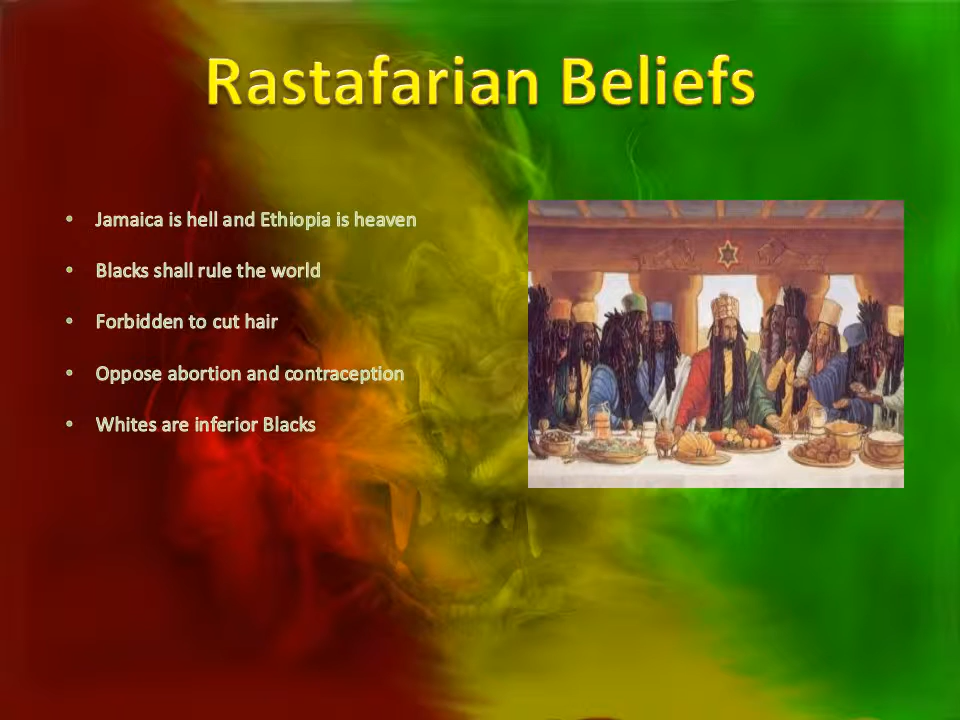 Rastafarian Beliefs
• Jamaica is hell and Ethiopia is heaven
• Blacks shall rule the world
• Forbidden to cut hair
• Oppose abortion and contraception
• Whites are inferior Blacks